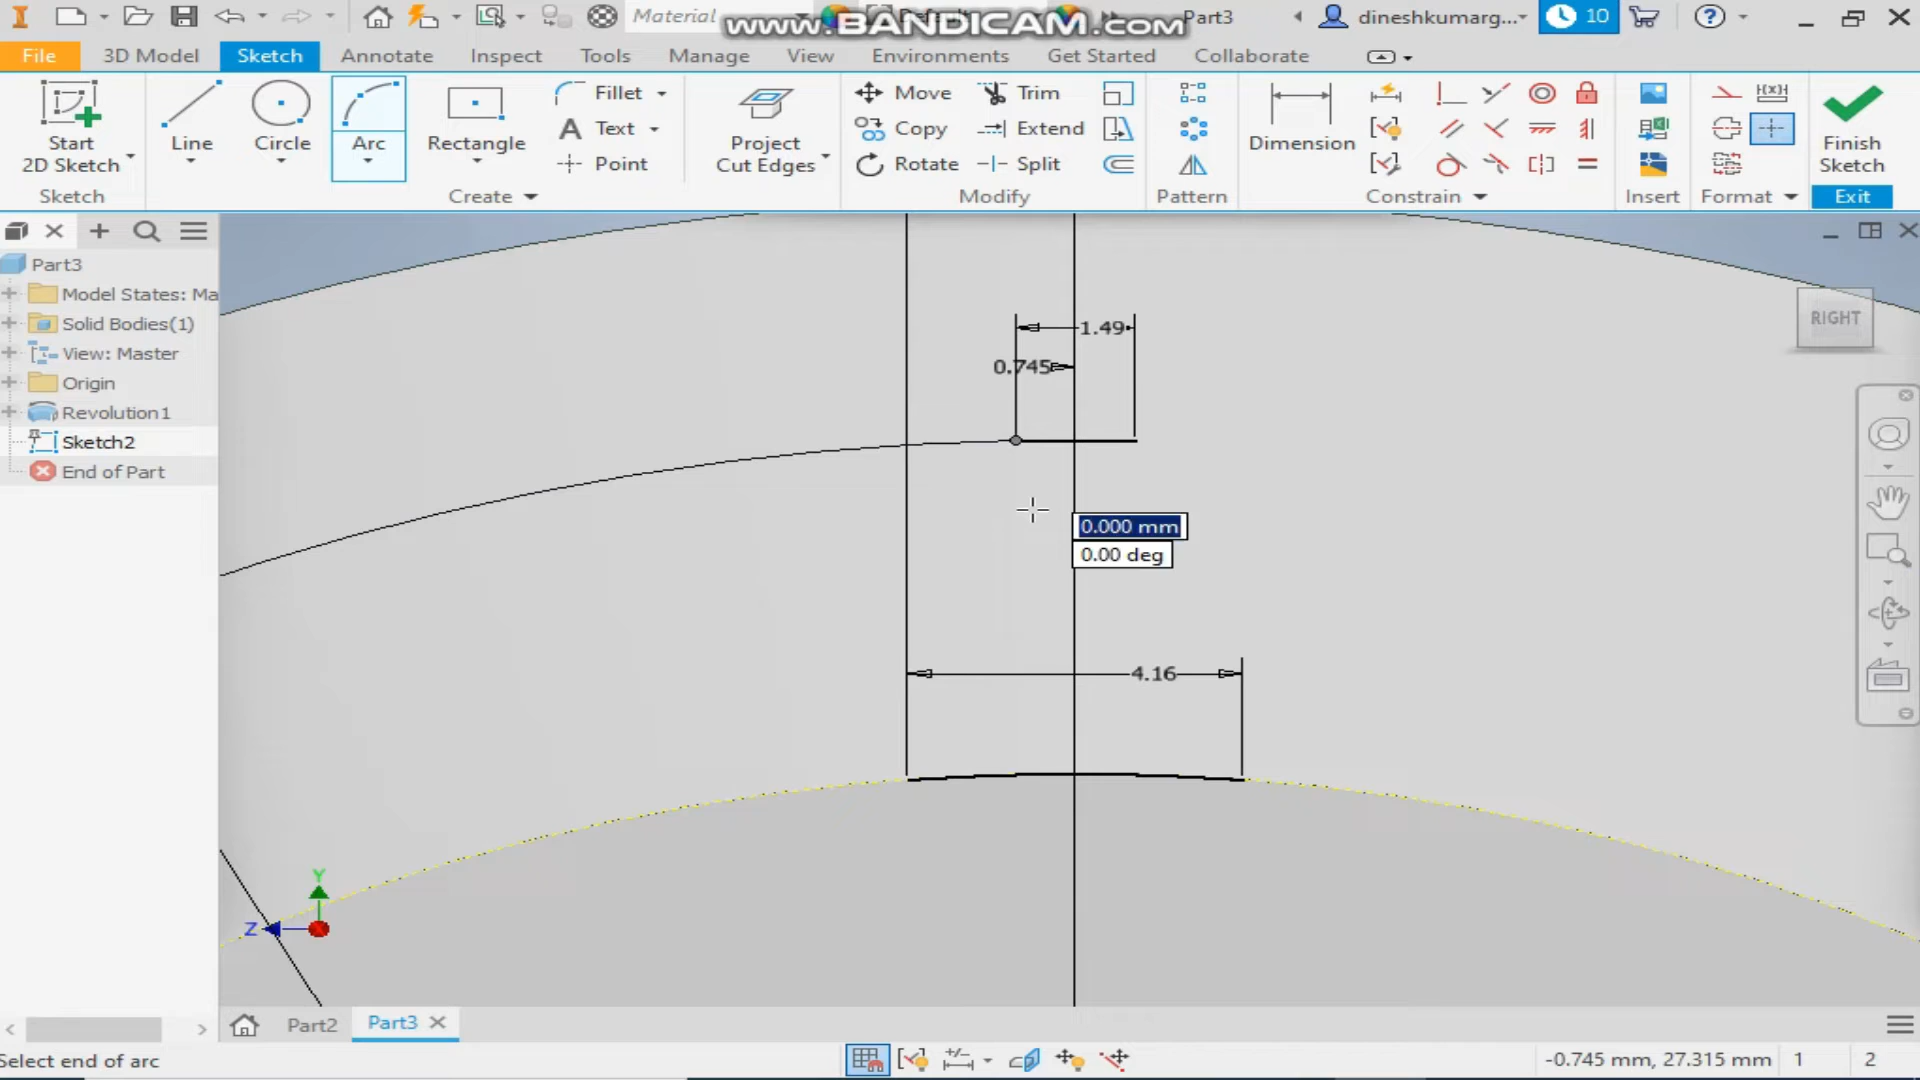 Material
Default
www.BANDICAM.com
Part3
dineshkumarg...
10
File
3D Model
Sketch
Annotate
Inspect
Tools
Manage
View
Environments
Get Started
Collaborate
Start
2D Sketch
Line
Circle
Arc
Rectangle
Fillet
Text
Point
Project
Cut Edges
Move
Copy
Rotate
Trim
Extend
Split
Dimension
Finish
Sketch
Sketch
Create
Modify
Pattern
Constrain
Insert
Format
Exit
Part3
Model States: Ma
Solid Bodies(1)
View: Master
Origin
Revolution1
Sketch2
End of Part
RIGHT
1.49
0.745
0.000 mm
0.00 deg
4.16
Y
Z
Part2
Part3
Select end of arc
-0.745 mm, 27.315 mm
1
2